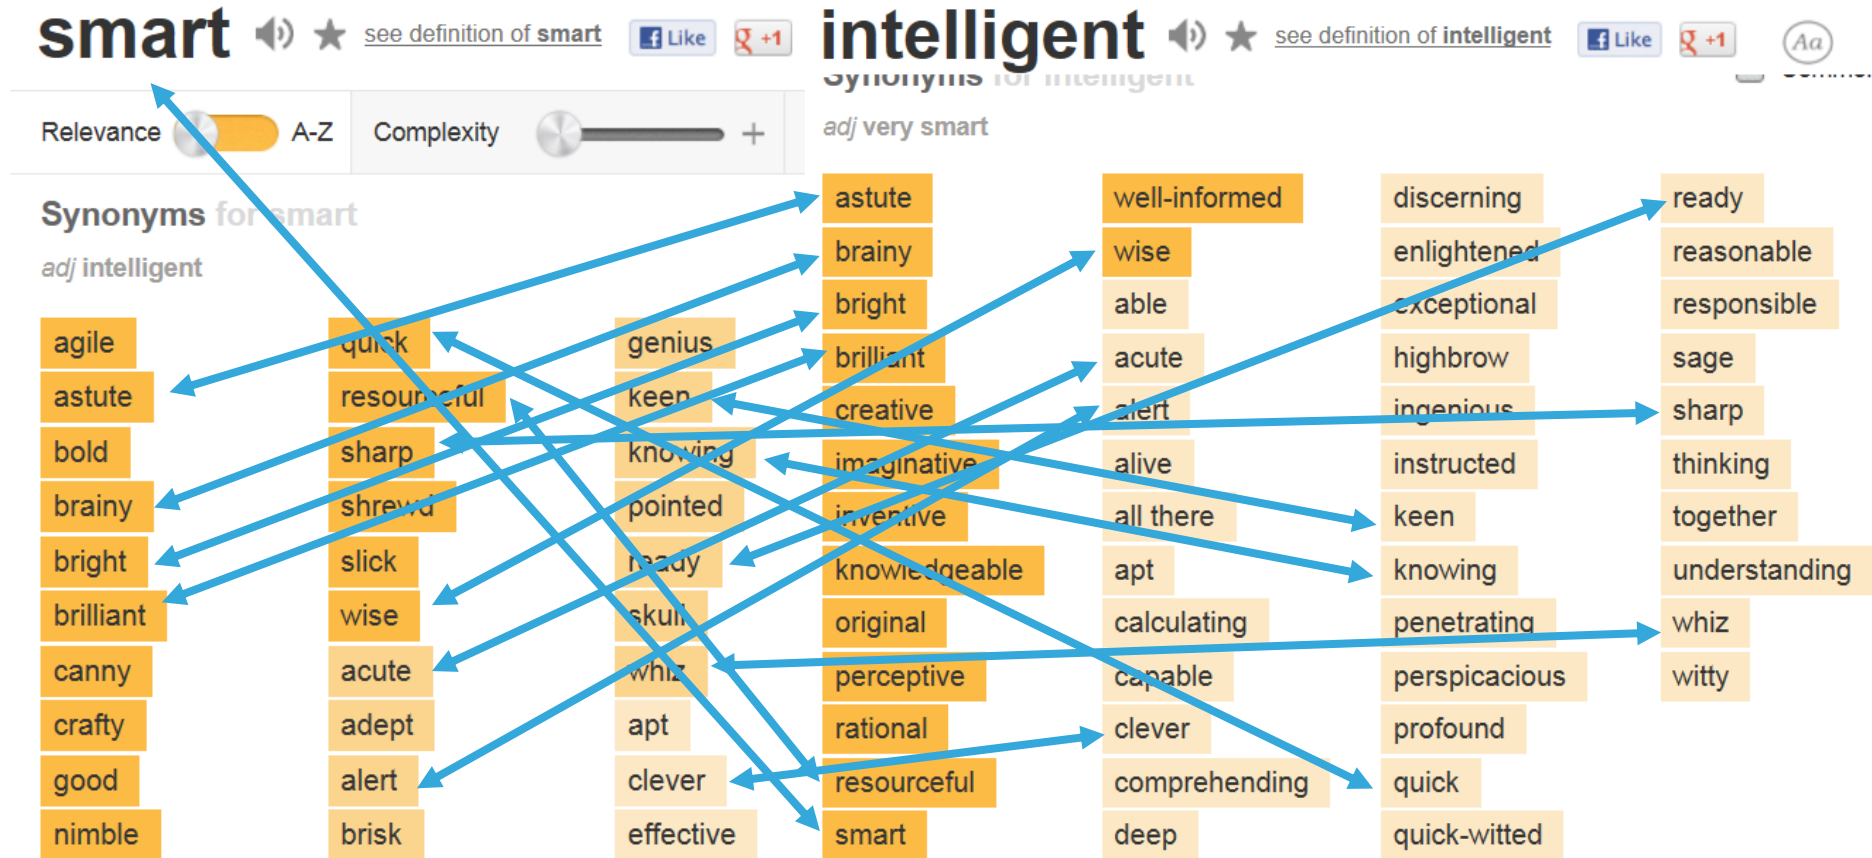 smart see definition of smart Like g +1
Relevance A-Z Complexity +
Synonyms for smart
adj intelligent
agile quick genius
astute resourceful keen
bold sharp knowing
brainy shrewd pointed
bright slick ready
brilliant wise skull
canny acute whiz
crafty adept apt
good alert clever
nimble brisk effective
intelligent see definition of intelligent Like g +1 Aa
Synonyms for intelligent
adj very smart
astute well-informed discerning ready
brainy wise enlightened reasonable
bright able exceptional responsible
brilliant acute highbrow sage
creative alert ingenious sharp
imaginative alive instructed thinking
inventive all there keen together
knowledgeable apt knowing understanding
original calculating penetrating whiz
perceptive capable perspicacious witty
rational clever profound
resourceful comprehending quick
smart deep quick-witted